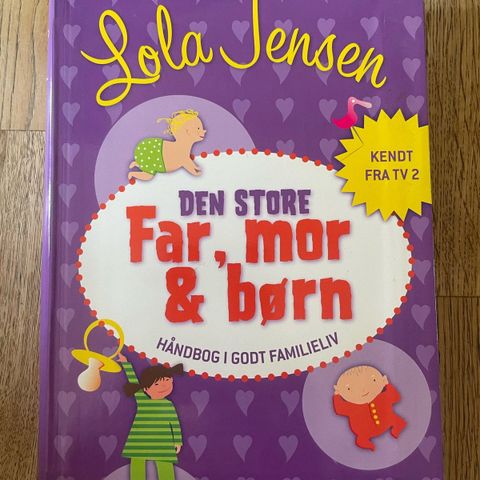 Lola Jensen
KENDT
FRA TV 2
DEN STORE
Far, mor
& børn
HÅNDBOG I GODT FAMILIELIV